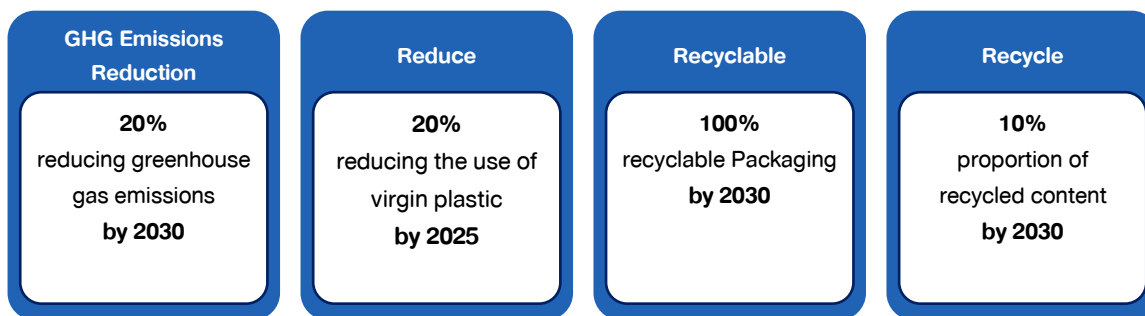 GHG Emissions
Reduction
20%
reducing greenhouse
gas emissions
by 2030
Reduce
20%
reducing the use of
virgin plastic
by 2025
Recyclable
100%
recyclable Packaging
by 2030
Recycle
10%
proportion of
recycled content
by 2030